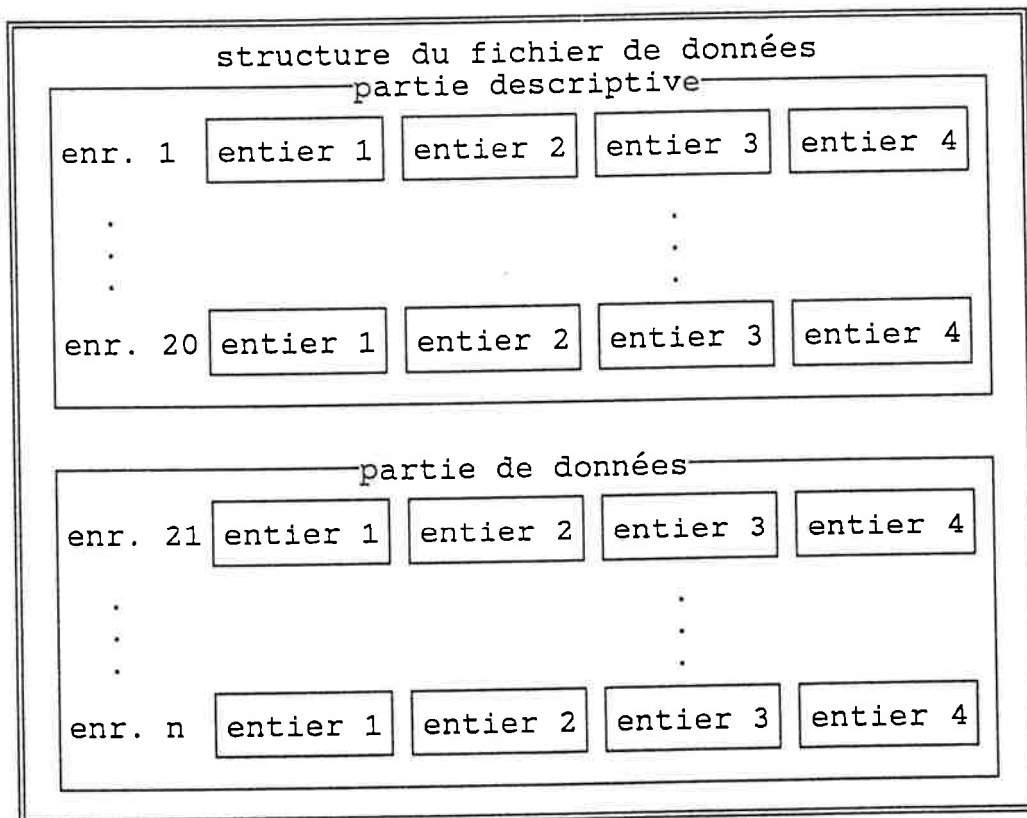 structure du fichier de données
partie descriptive
enr. 1 entier 1 entier 2 entier 3 entier 4
.
.
.
.
.
.
enr. 20 entier 1 entier 2 entier 3 entier 4
partie de données
enr. 21 entier 1 entier 2 entier 3 entier 4
.
.
.
.
.
.
enr. n entier 1 entier 2 entier 3 entier 4